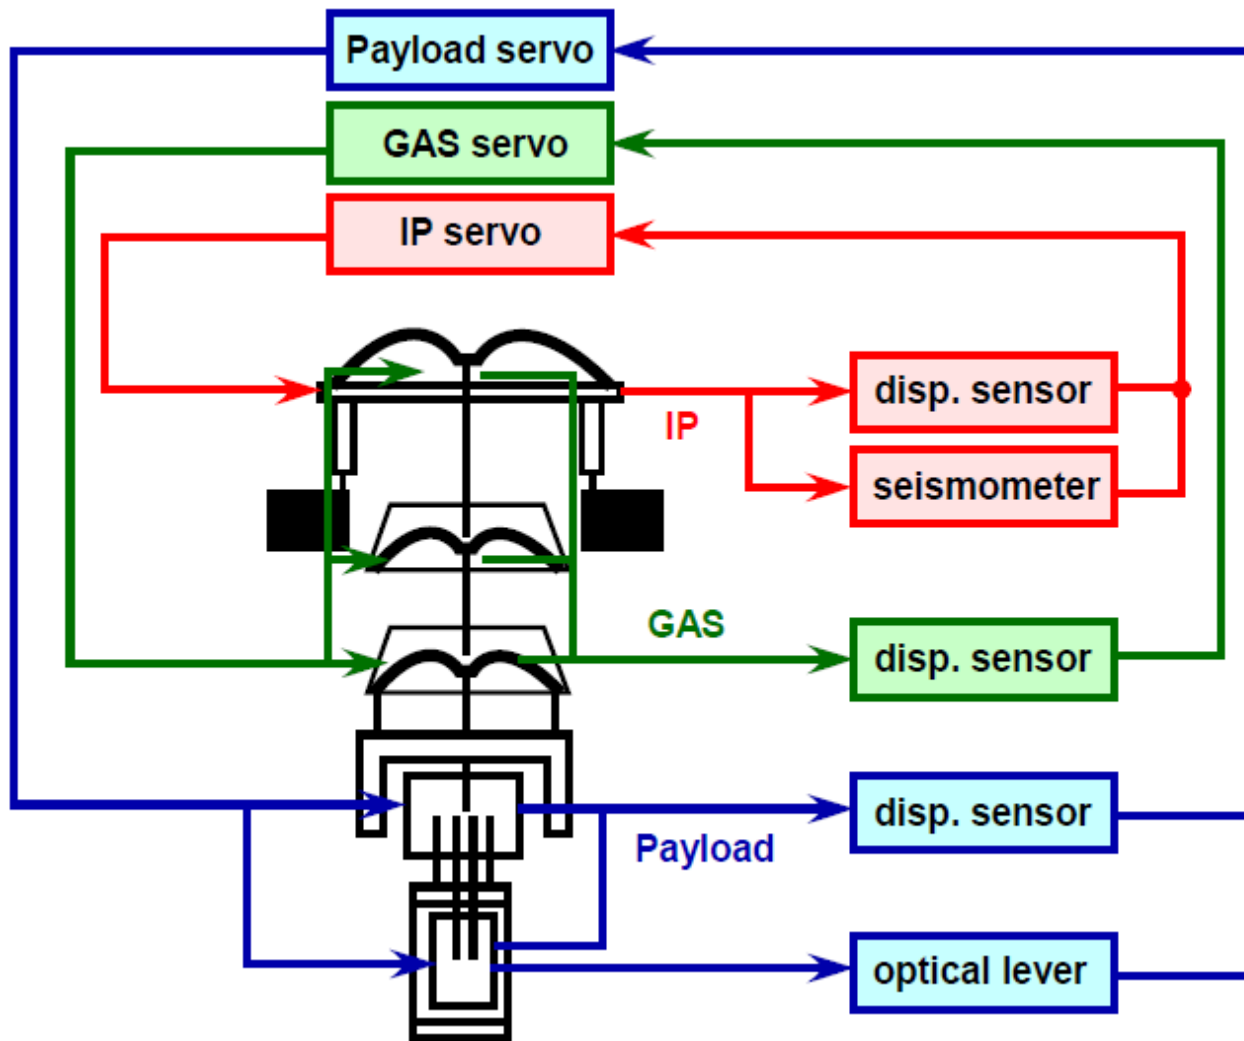 Payload servo
GAS servo
IP servo
disp. sensor
IP
seismometer
GAS
disp. sensor
disp. sensor
Payload
optical lever